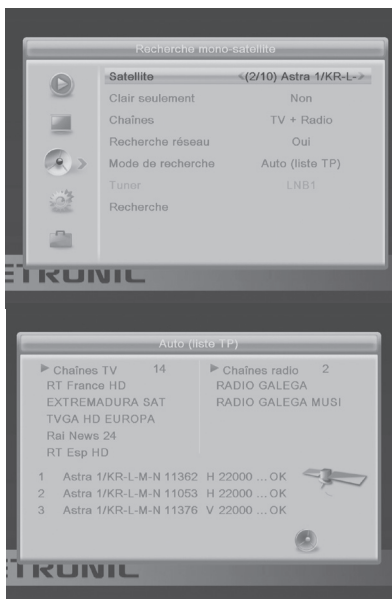 Recherche mono-satellite
Satellite <(2/10) Astra 1/KR-L->
Clair seulement Non
Chaînes TV + Radio
Recherche réseau Oui
Mode de recherche Auto (liste TP)
Tuner LNB1
Recherche
ETRONIC
Auto (liste TP)
Chaînes TV 14 Chaînes radio 2
RT France HD RADIO GALEGA
EXTREMADURA SAT RADIO GALEGA MUSI
TVGA HD EUROPA
Rai News 24
RT Esp HD
1 Astra 1/KR-L-M-N 11362 H 22000 ...OK
2 Astra 1/KR-L-M-N 11053 H 22000 ...OK
3 Astra 1/KR-L-M-N 11376 V 22000 ...OK
ETRONIC